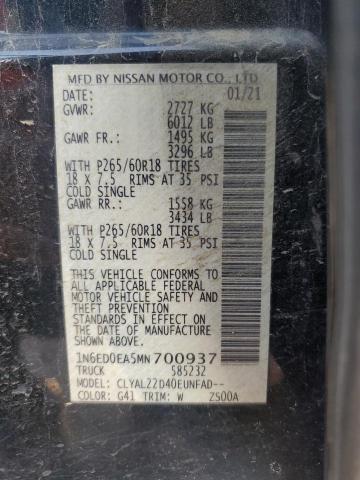 MFD BY NISSAN MOTOR CO., LTD
DATE: 01/21
GVWR: 2727 KG
6012 LB
GAWR FR: 1495 KG
3296 LB
WITH P265/60R18 TIRES
18 X 7.5 RIMS AT 35 PSI
COLD SINGLE
GAWR RR: 1558 KG
3434 LB
WITH P265/60R18 TIRES
18 X 7.5 RIMS AT 35 PSI
COLD SINGLE
THIS VEHICLE CONFORMS TO
ALL APPLICABLE FEDERAL
MOTOR VEHICLE SAFETY
AND THEFT PREVENTION
STANDARDS IN EFFECT ON
THE DATE OF MANUFACTURE
SHOWN ABOVE.
1N6ED0EA5MN700937
TRUCK 585232
MODEL: CLYALZ2D40EUNFAD--
COLOR: G41 TRIM: W ZS00A